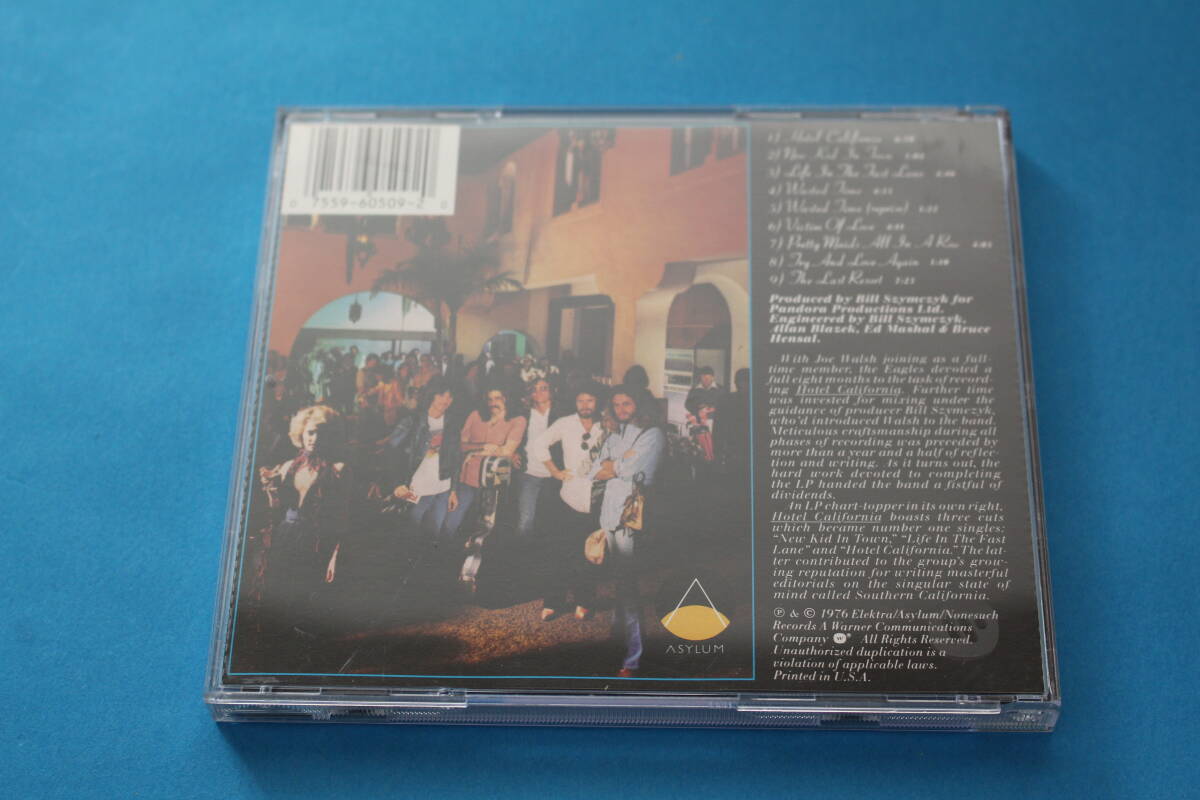 0 7559-60509-2 0
1) Hotel California
2) New Kid In Town
3) Life In The Fast Lane
4) Wasted Time
5) Wasted Time (reprise)
6) Victim Of Love
7) Pretty Maids All In A Row
8) Try And Love Again
9) The Last Resort 7:25
Produced by Bill Szymczyk for
Pandora Productions Ltd.
Engineered by Bill Szymczyk,
Allan Blazek, Ed Mashal & Bruce
Hensal.
With Joe Walsh joining as a full-
time member, the Eagles devoted a
full eight months to the task of record-
ing Hotel California. Further time
was invested for mixing under the
guidance of producer Bill Szymczyk,
who'd introduced Walsh to the band.
Meticulous craftsmanship during all
phases of recording was preceded by
more than a year and a half of reflec-
tion and writing. As it turns out, the
hard work devoted to completing
the LP handed the band a fistful of
dividends.
An LP chart-topper in its own right,
Hotel California boasts three cuts
which became number one singles:
"New Kid In Town," "Life In The Fast
Lane" and "Hotel California." The lat-
ter contributed to the group's grow-
ing reputation for writing masterful
editorials on the singular state of
mind called Southern California.
℗ & © 1976 Elektra/Asylum/Nonesuch
Records A Warner Communications
Company All Rights Reserved.
Unauthorized duplication is a
violation of applicable laws.
Printed in U.S.A.
ASYLUM